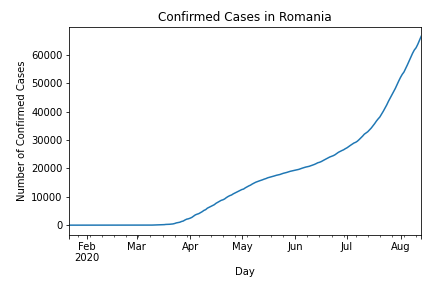 Confirmed Cases in Romania
Number of Confirmed Cases
60000
50000
40000
30000
20000
10000
0
Feb Mar Apr May Jun Jul Aug
2020
Day